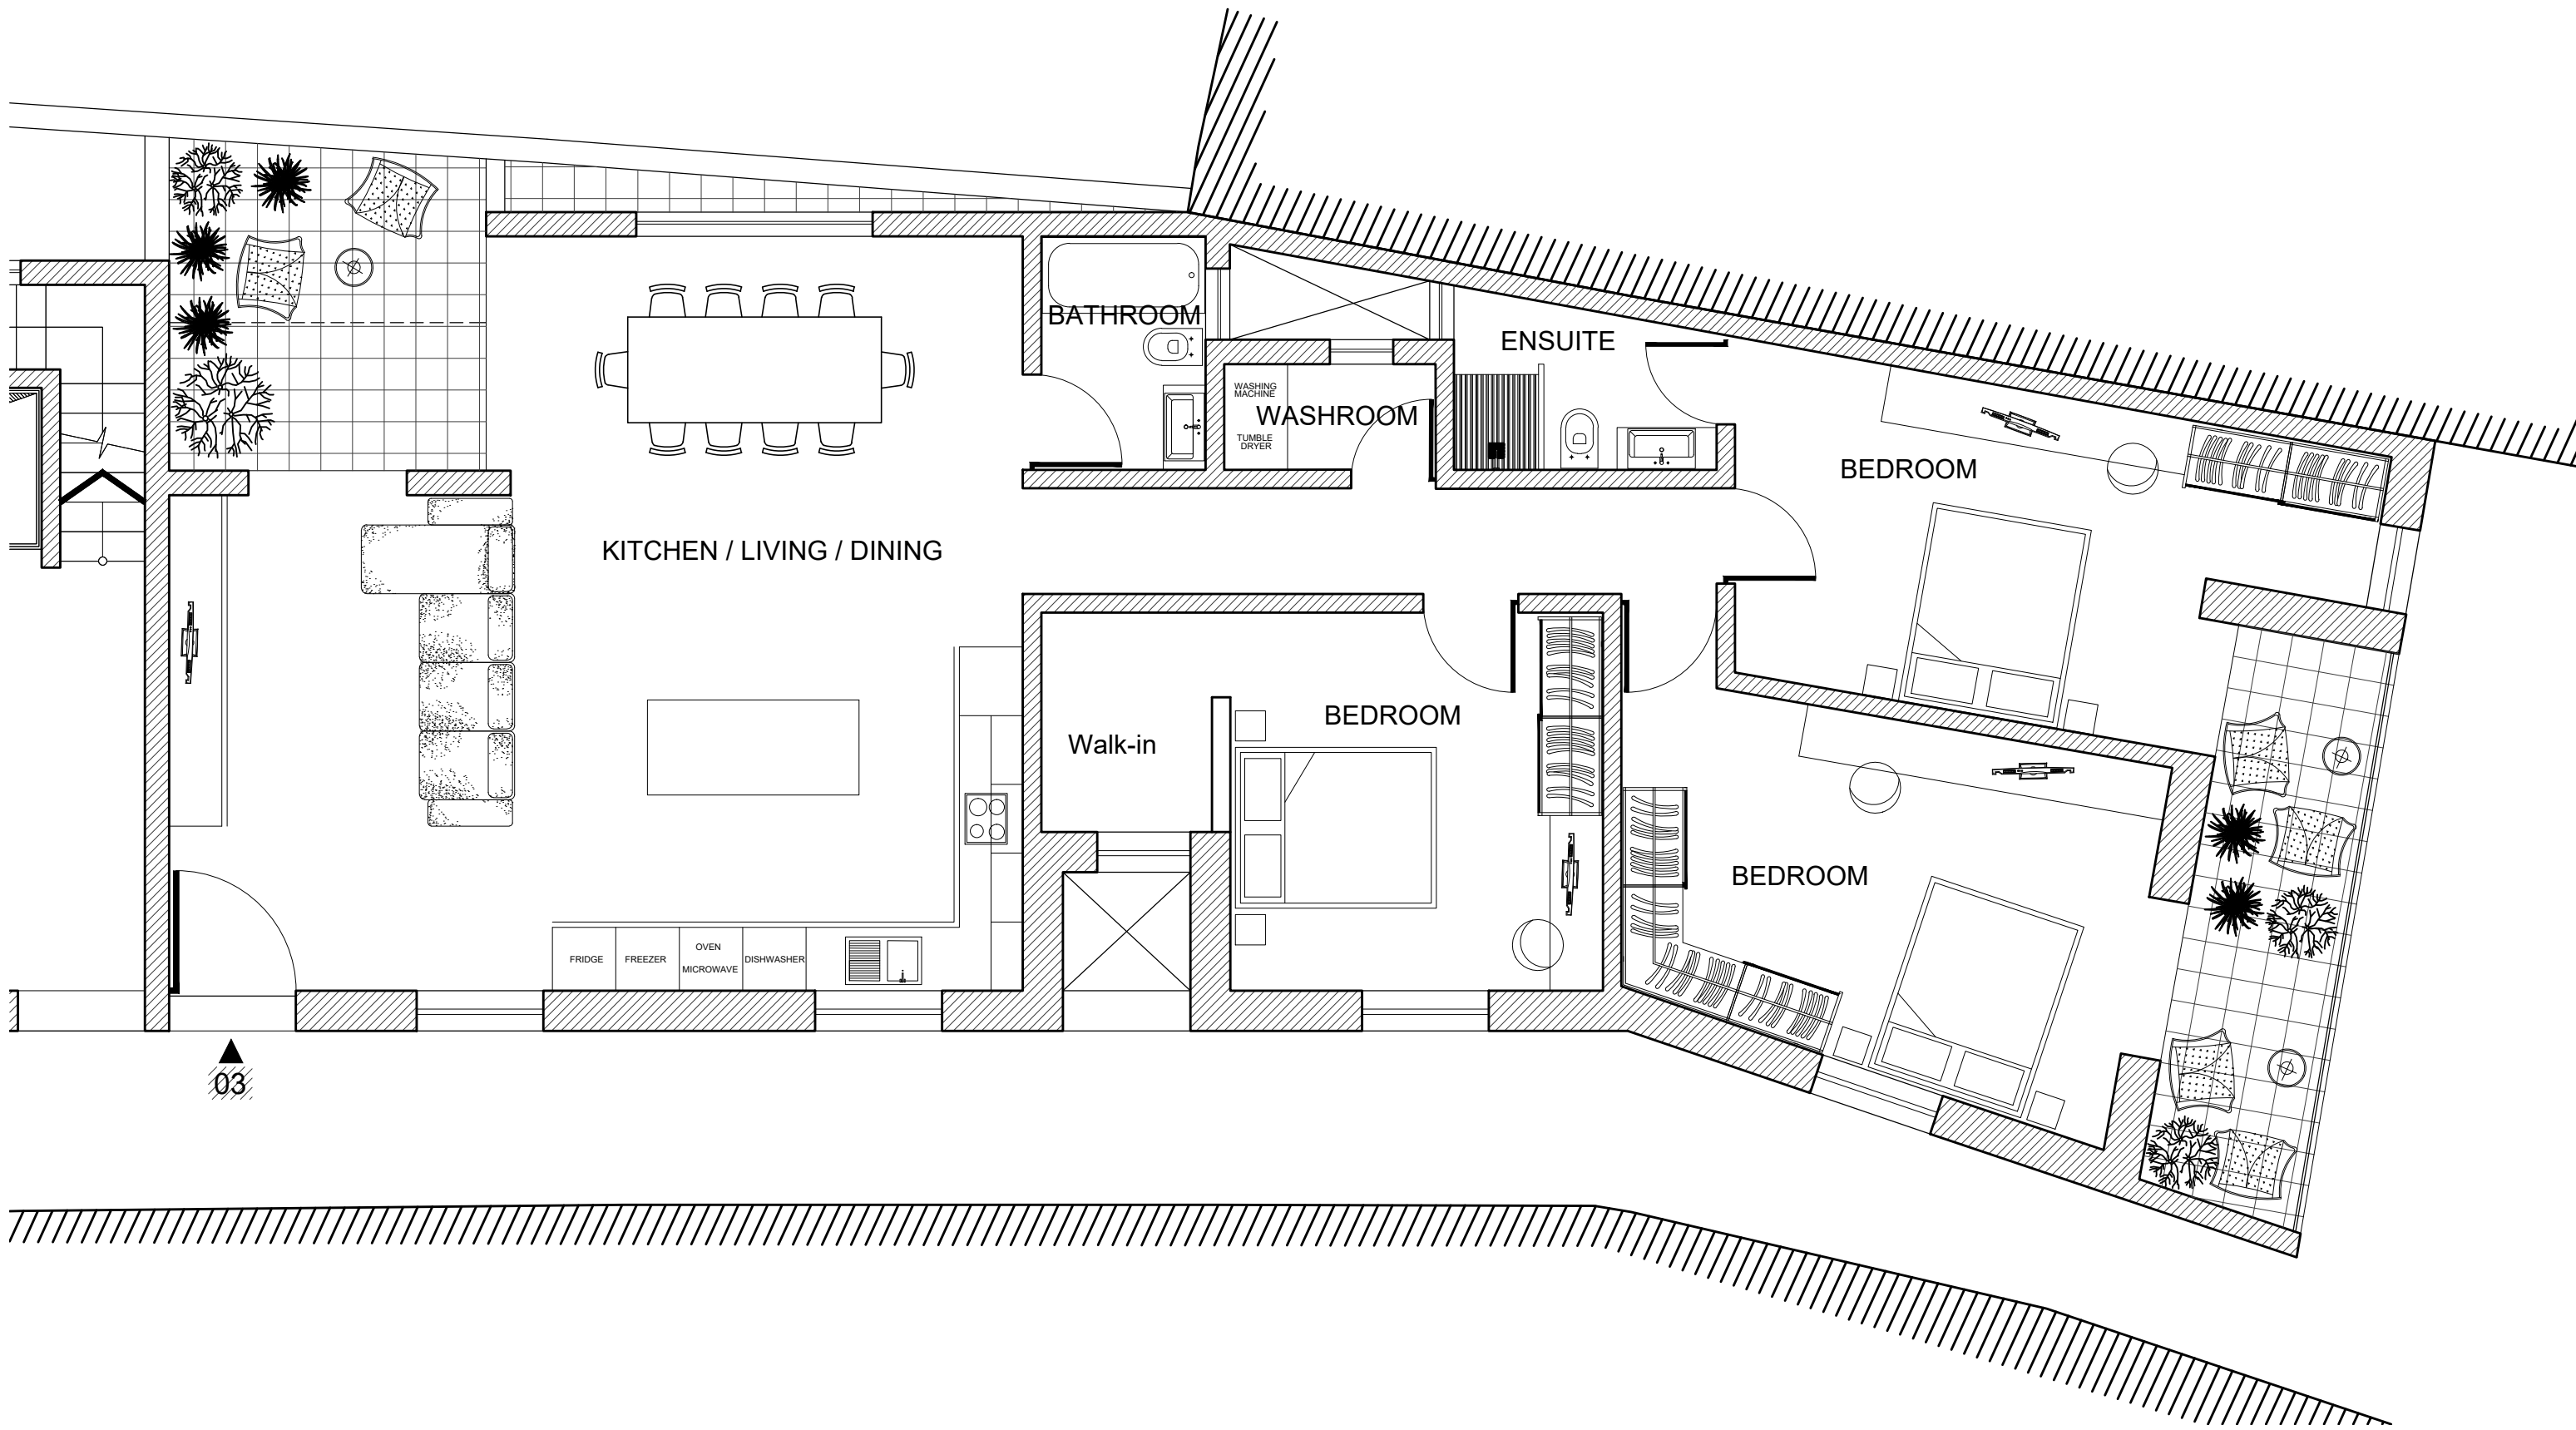 BATHROOM
ENSUITE
WASHING
MACHINE
WASHROOM
TUMBLE
DRYER
BEDROOM
KITCHEN / LIVING / DINING
BEDROOM
Walk-in
BEDROOM
FRIDGE
FREEZER
OVEN
MICROWAVE
DISHWASHER
03